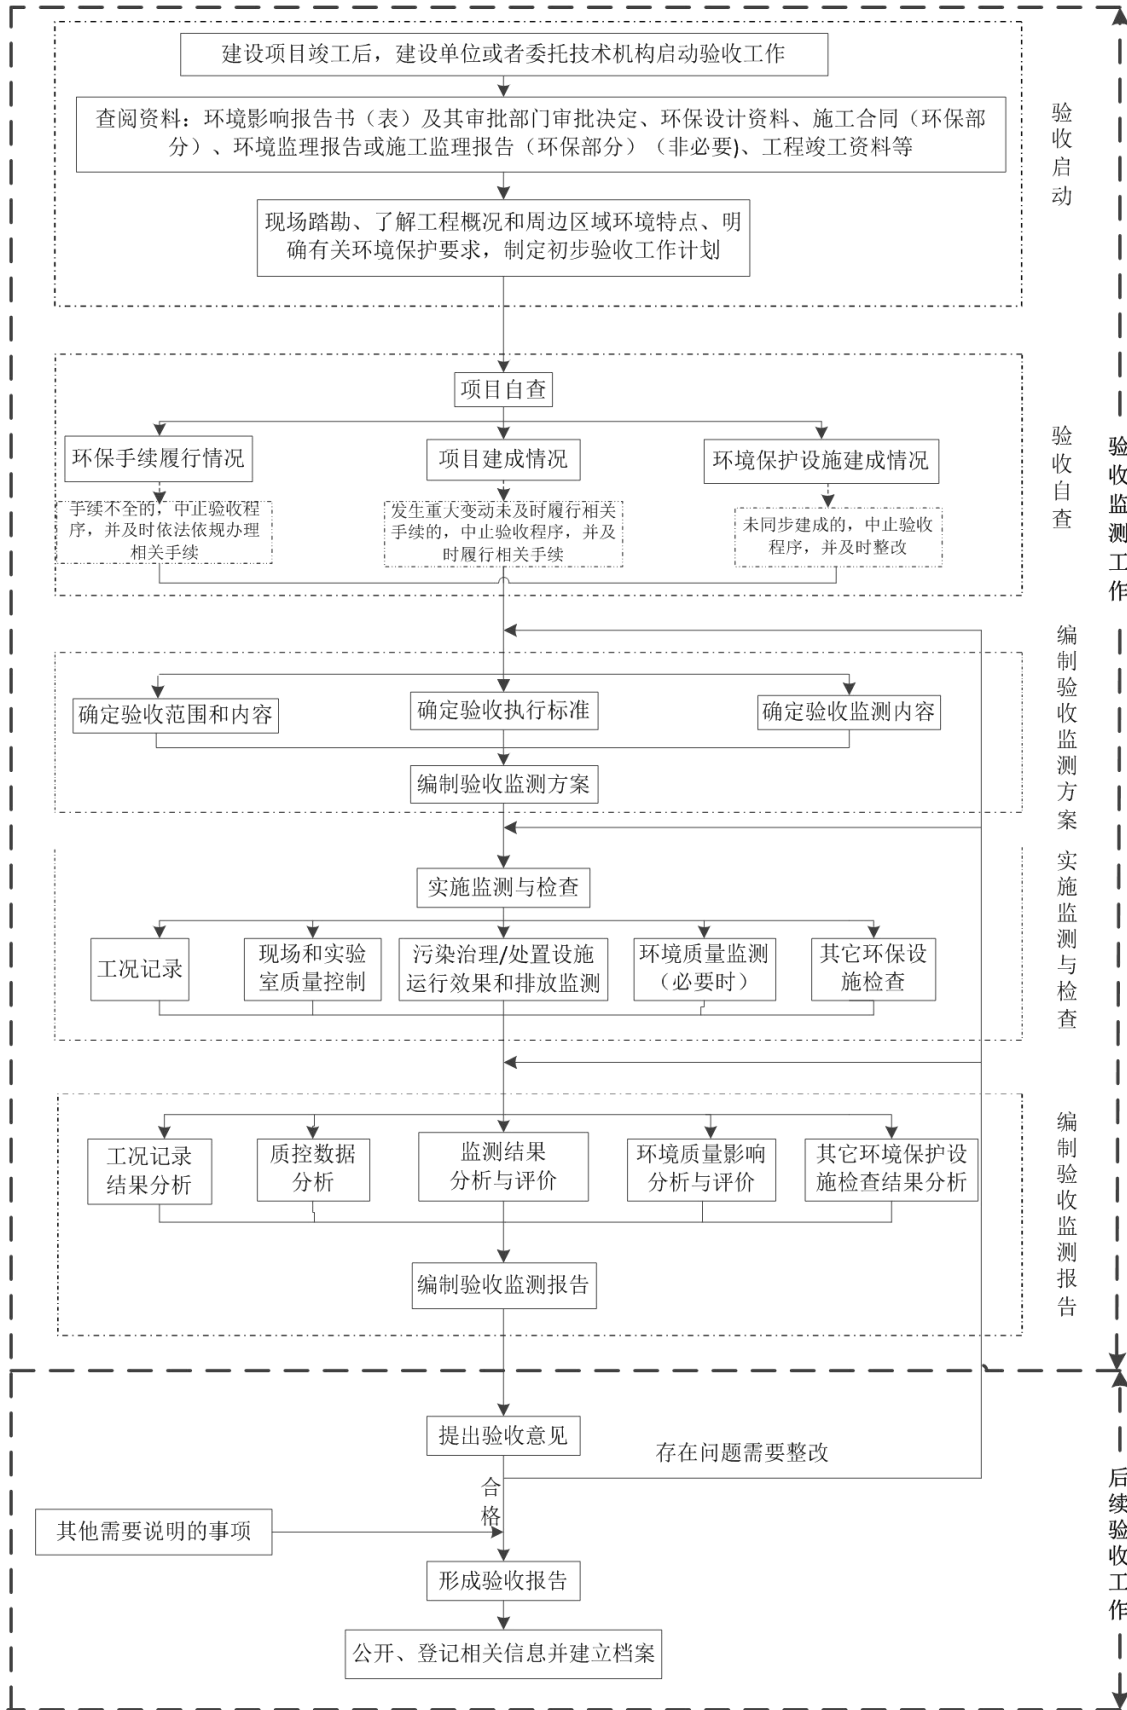 建设项目竣工后，建设单位或者委托技术机构启动验收工作
查阅资料：环境影响报告书（表）及其审批部门审批决定、环保设计资料、施工合同（环保部
分）、环境监理报告或施工监理报告（环保部分）（非必要）、工程竣工资料等
现场踏勘、了解工程概况和周边区域环境特点、明
确有关环境保护要求，制定初步验收工作计划
验收启动
项目自查
环保手续履行情况
项目建成情况
环境保护设施建成情况
手续不全的，中止验收程
序，并及时依法依规办理
相关手续
发生重大变动未及时履行相关
手续的，中止验收程序，并及
时履行相关手续
未同步建成的，中止验收
程序，并及时整改
验收自查
验收监测工作
确定验收范围和内容
确定验收执行标准
确定验收监测内容
编制验收监测方案
编制验收监测方案
实施监测与检查
工况记录
现场和实验
室质量控制
污染治理/处置设施
运行效果和排放监测
环境质量监测
（必要时）
其它环保设
施检查
实施监测与检查
工况记录
结果分析
质控数据
分析
监测结果
分析与评价
环境质量影响
分析与评价
其它环境保护设
施检查结果分析
编制验收监测报告
编制验收监测报告
提出验收意见
存在问题需要整改
合格
其他需要说明的事项
形成验收报告
公开、登记相关信息并建立档案
后续验收工作